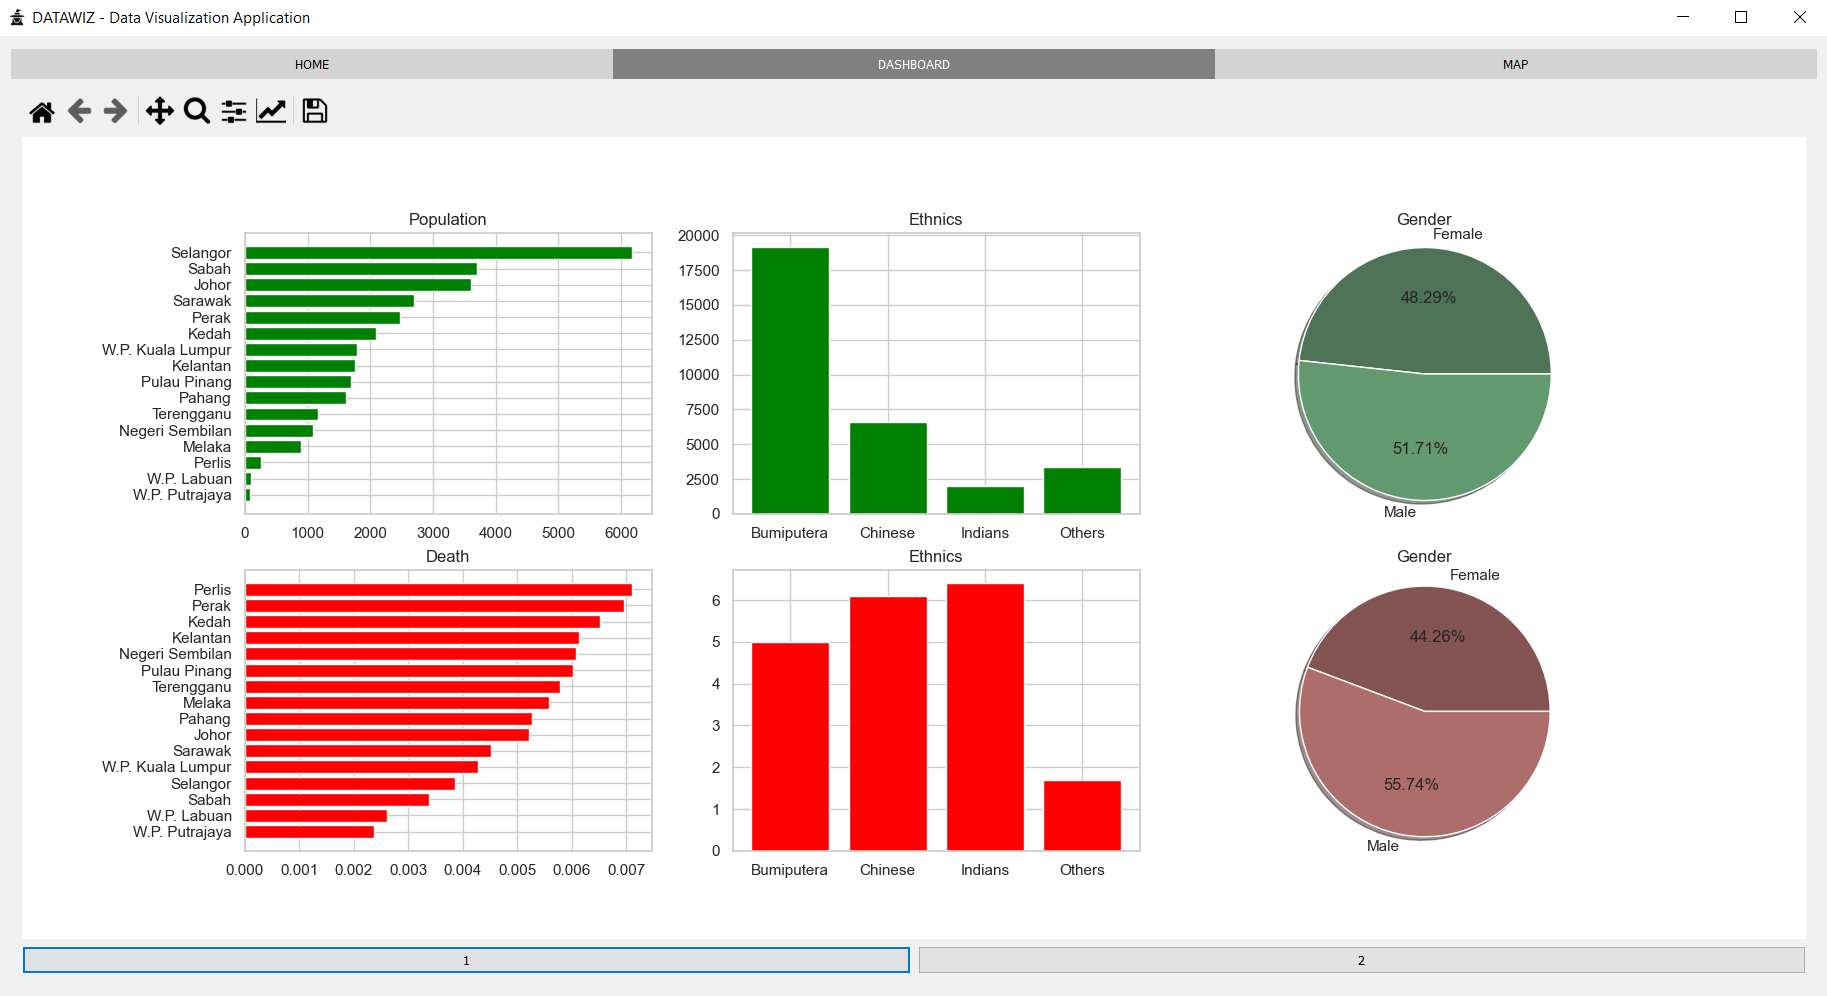 DATAWIZ - Data Visualization Application
HOME
DASHBOARD
MAP
Population
Selangor
Sabah
Johor
Sarawak
Perak
Kedah
W.P. Kuala Lumpur
Kelantan
Pulau Pinang
Pahang
Terengganu
Negeri Sembilan
Melaka
Perlis
W.P. Labuan
W.P. Putrajaya
0 1000 2000 3000 4000 5000 6000
Ethnics
20000
17500
15000
12500
10000
7500
5000
2500
0
Bumiputera Chinese Indians Others
Gender
Female
48.29%
51.71%
Male
Death
Perlis
Perak
Kedah
Kelantan
Negeri Sembilan
Pulau Pinang
Terengganu
Melaka
Pahang
Johor
Sarawak
W.P. Kuala Lumpur
Selangor
Sabah
W.P. Labuan
W.P. Putrajaya
0.000 0.001 0.002 0.003 0.004 0.005 0.006 0.007
Ethnics
6
5
4
3
2
1
0
Bumiputera Chinese Indians Others
Gender
Female
44.26%
55.74%
Male
1
2